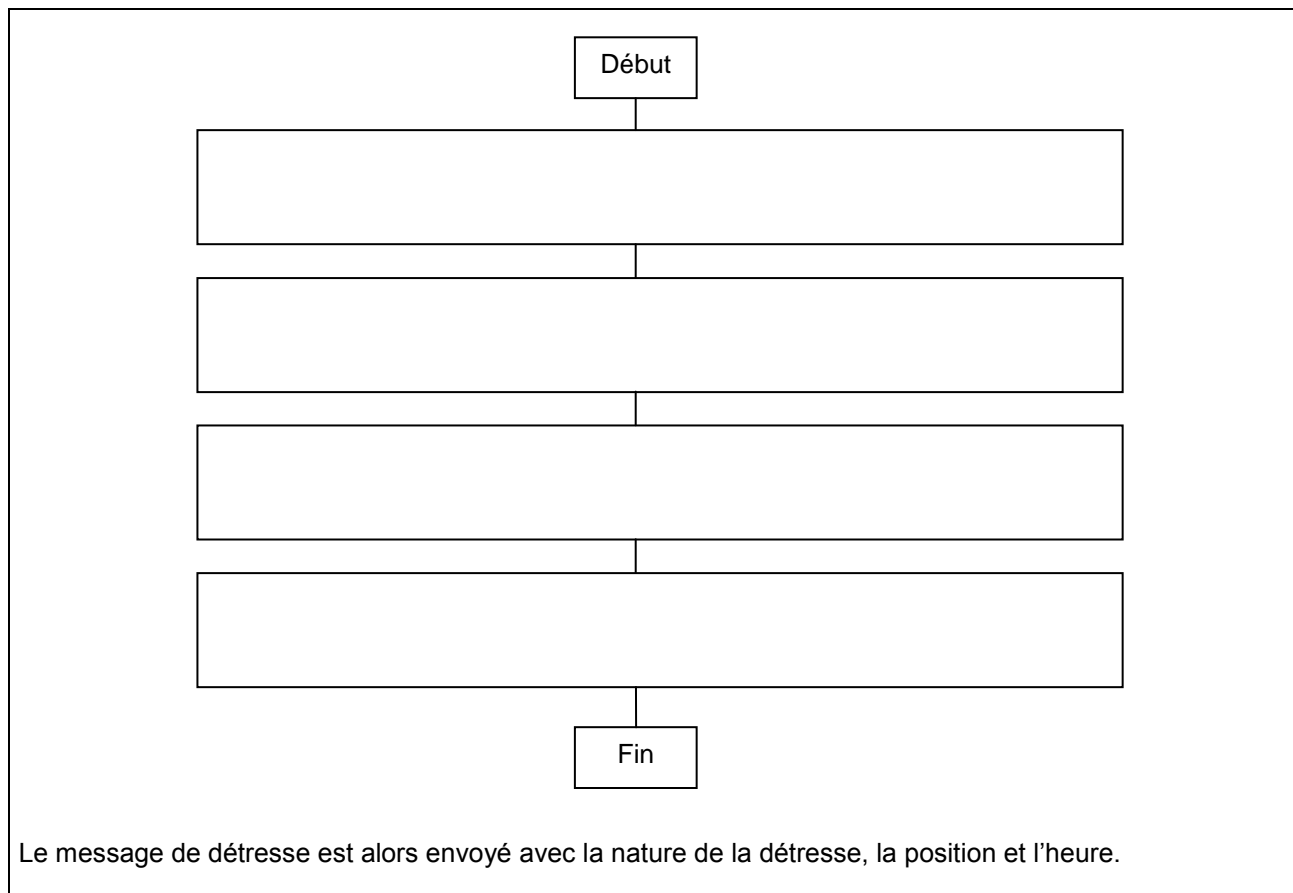 Début
Fin
Le message de détresse est alors envoyé avec la nature de la détresse, la position et l’heure.